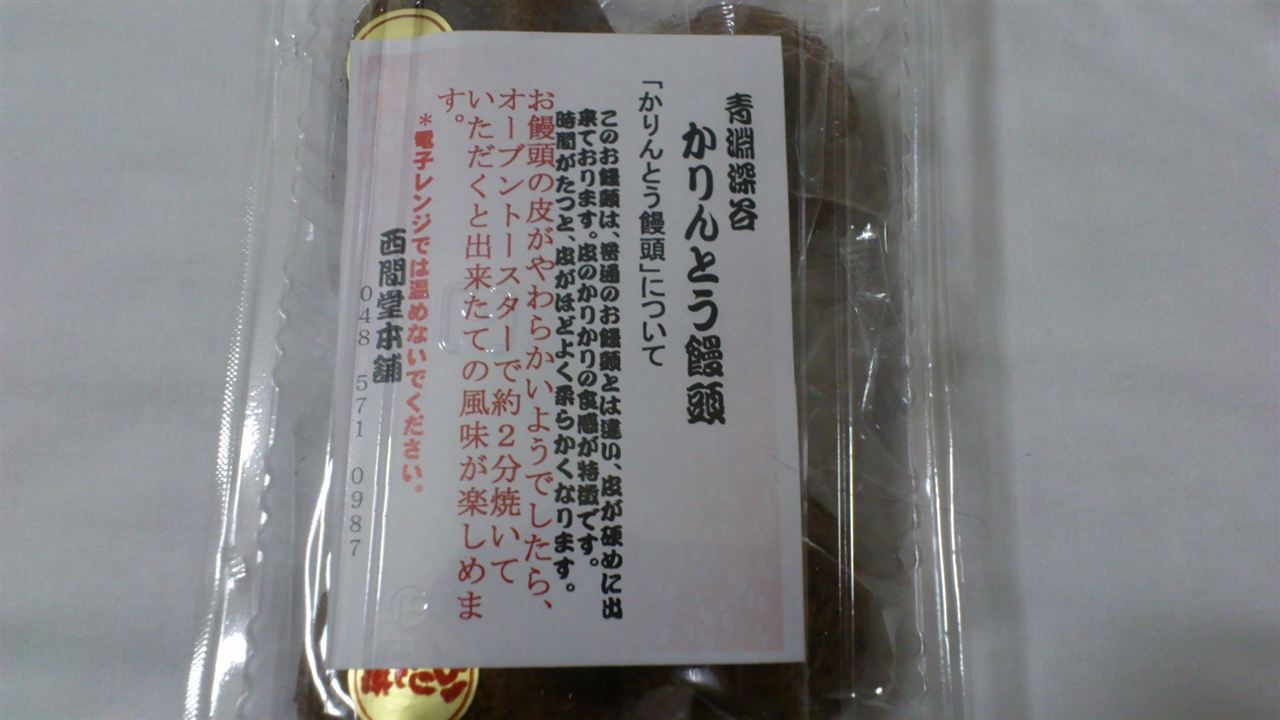 青淵深谷
かりんとう饅頭
「かりんとう饅頭」について
このお饅頭は、普通のお饅頭とは違い、皮が硬めに出
来ております。皮のかりかりの食感が特徴です。
時間がたつと、皮がほどよく柔らかくなります。
お饅頭の皮がやわらかいようでしたら、
オーブントースターで約2分焼いて
いただくと出来たての風味が楽しめま
す。
*電子レンジでは温めないでください。
西間堂本舗
048 571 0987